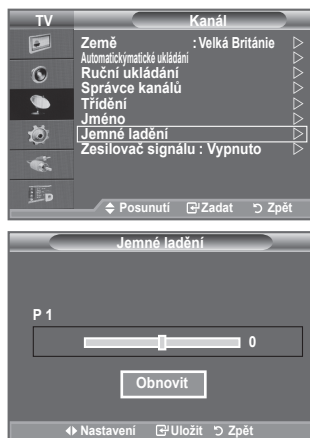 TV Kanál
Země : Velká Británie
Automatickýmatické ukládání
Ruční ukládání
Správce kanálů
Třídění
Jméno
Jemné ladění
Zesilovač signálu : Vypnuto
Posunutí Zadat Zpět
Jemné ladění
P 1
0
Obnovit
Nastavení Uložit Zpět